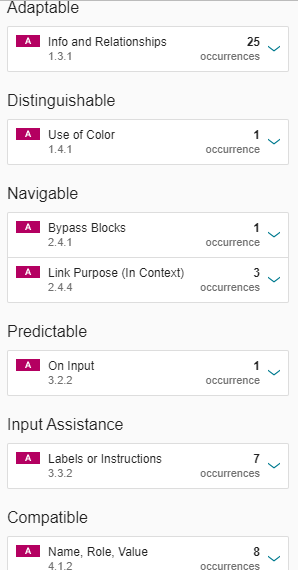 Adaptable
A Info and Relationships 25
1.3.1 occurrences
Distinguishable
A Use of Color 1
1.4.1 occurrence
Navigable
A Bypass Blocks 1
2.4.1 occurrence
A Link Purpose (In Context) 3
2.4.4 occurrences
Predictable
A On Input 1
3.2.2 occurrence
Input Assistance
A Labels or Instructions 7
3.3.2 occurrences
Compatible
A Name, Role, Value 8
4.1.2 occurrences